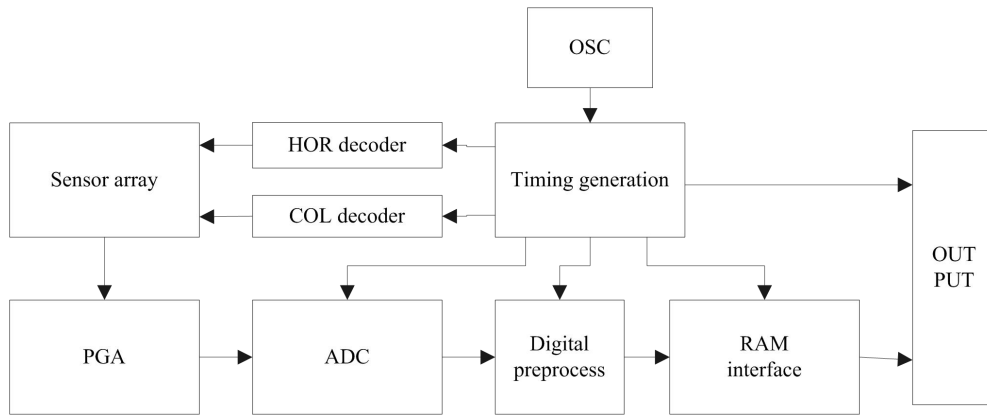 OSC
HOR decoder
Sensor array
Timing generation
COL decoder
OUT
PUT
PGA
ADC
Digital
preprocess
RAM
interface